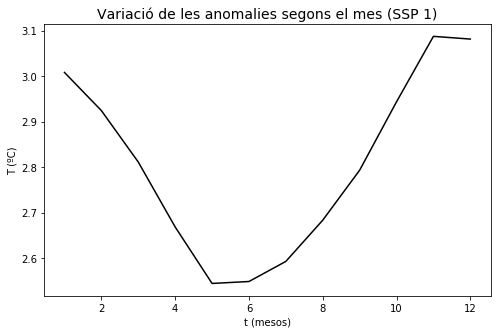 Variació de les anomalies segons el mes (SSP 1)
T (ºC)
3.1
3.0
2.9
2.8
2.7
2.6
2 4 6 8 10 12
t (mesos)